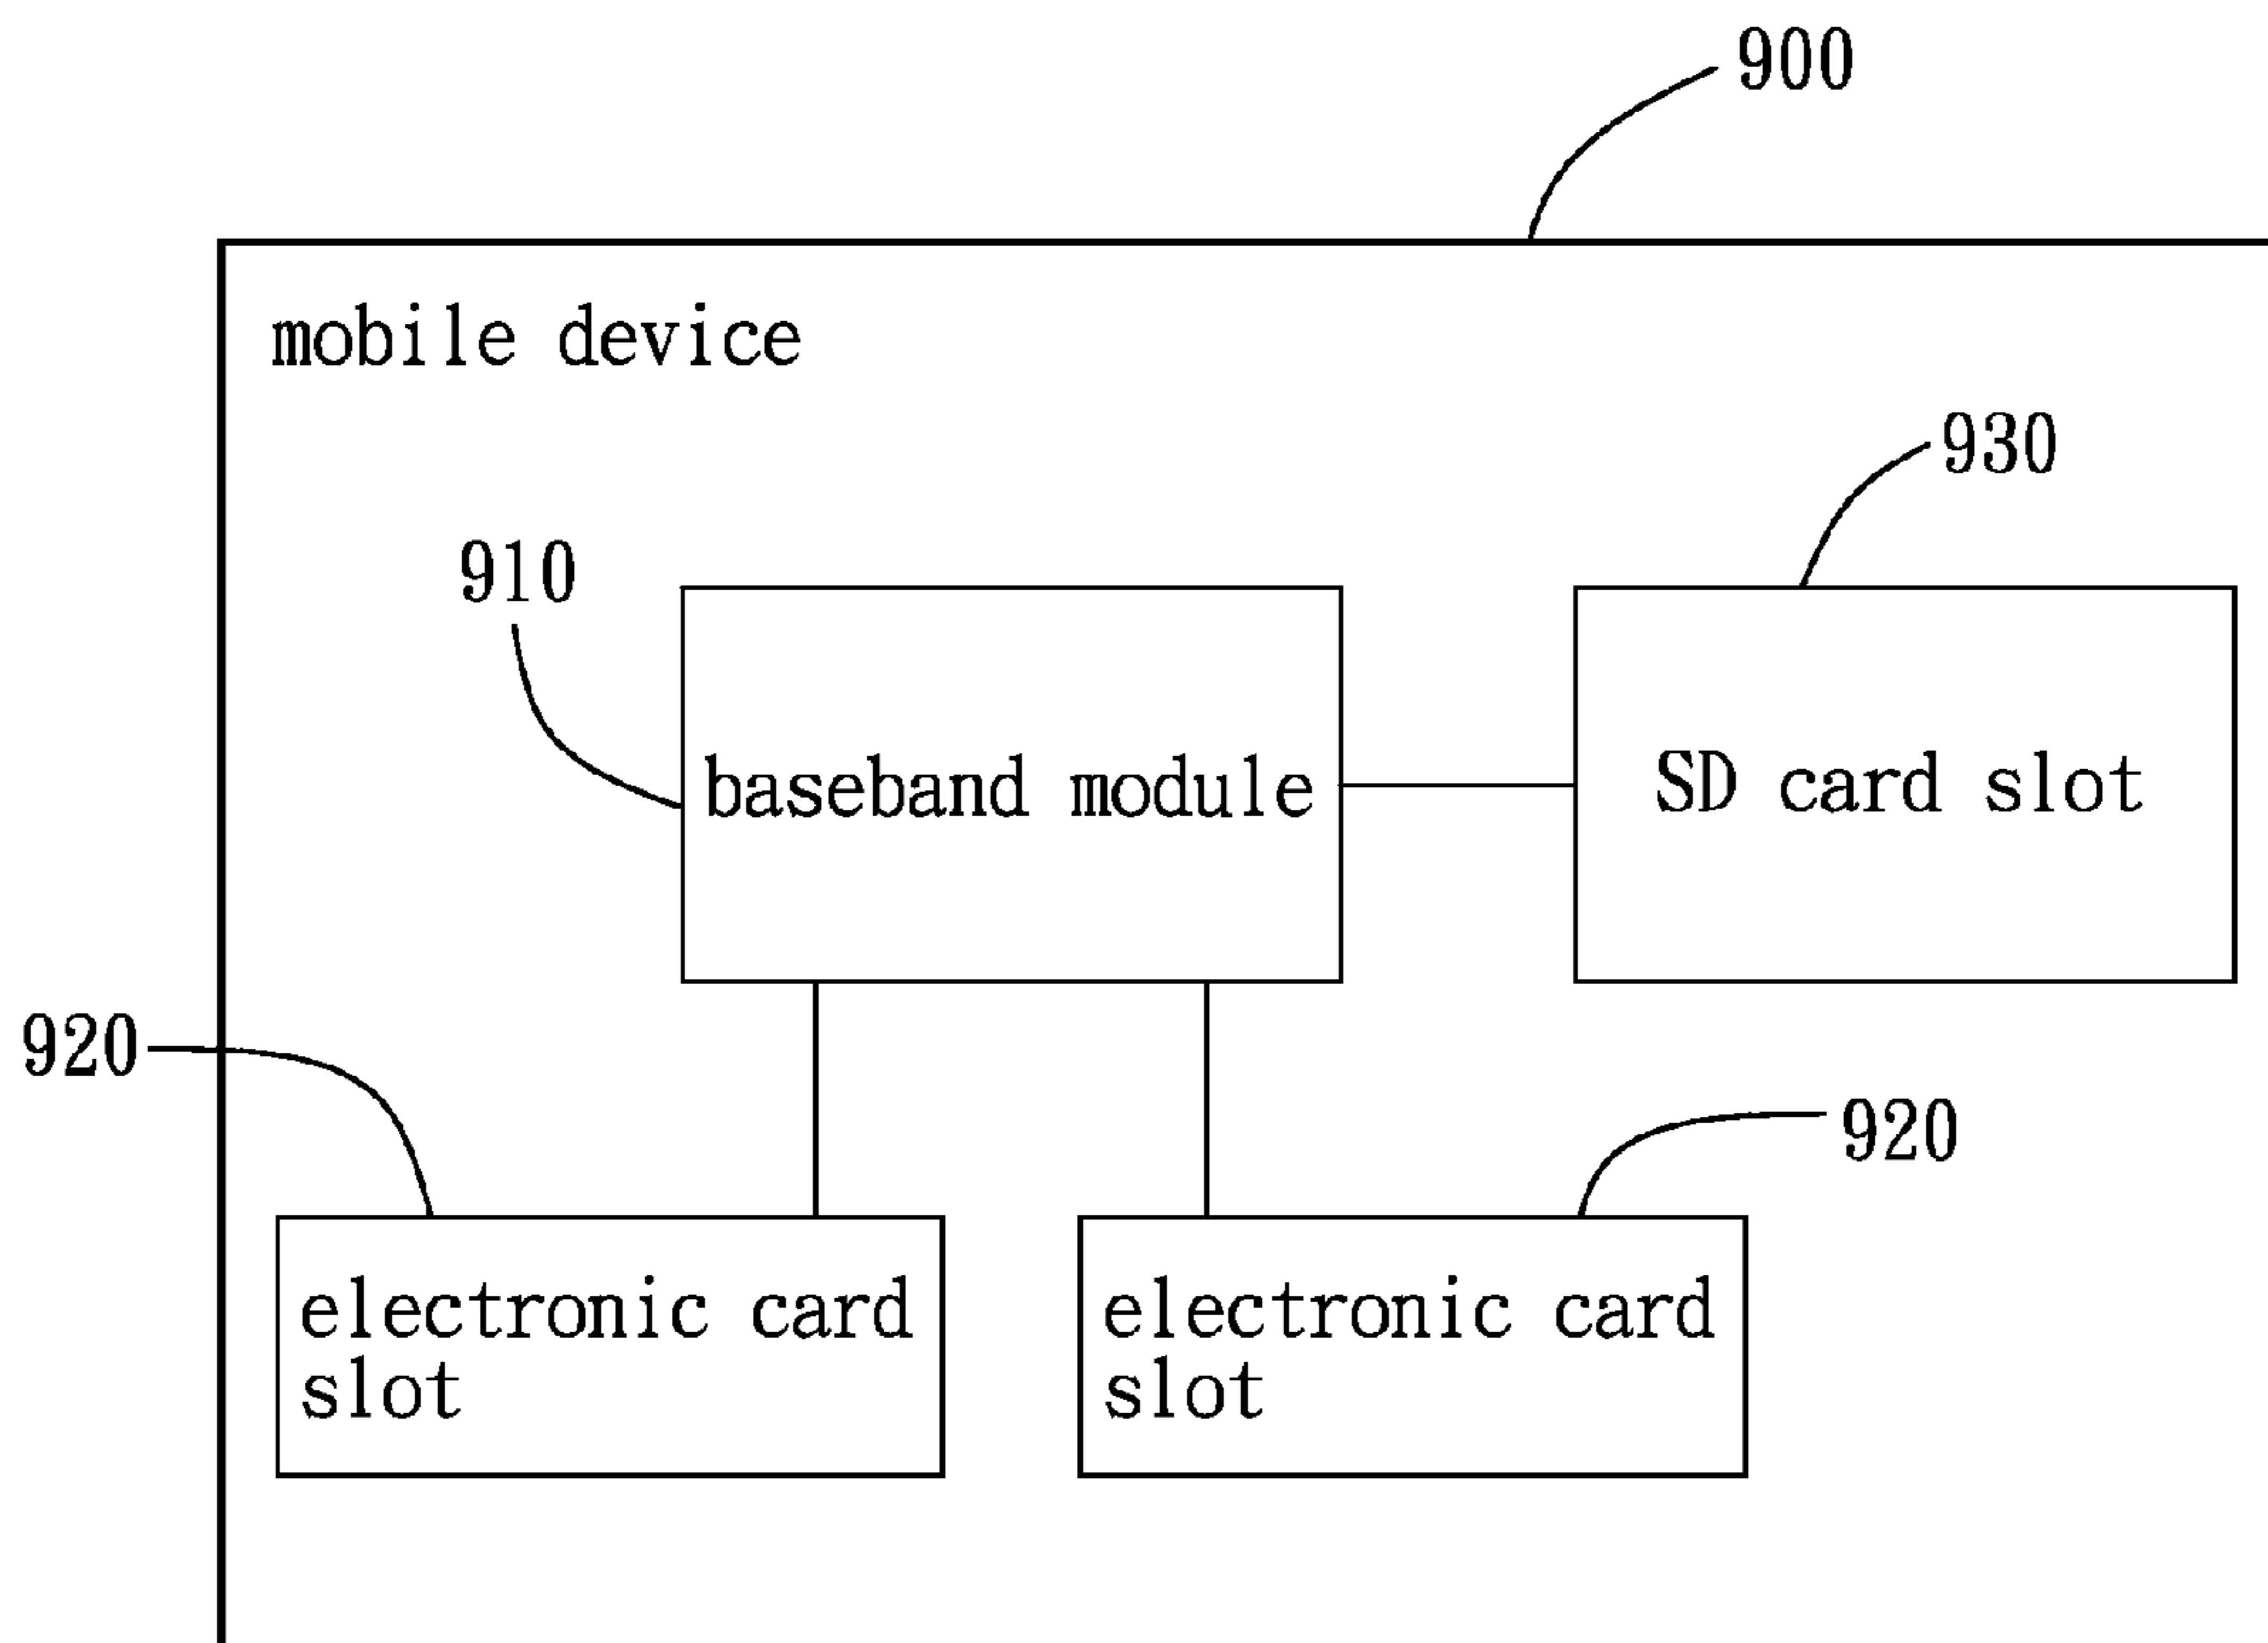 900
mobile device
930
910
baseband module
SD card slot
920
920
electronic card
slot
electronic card
slot